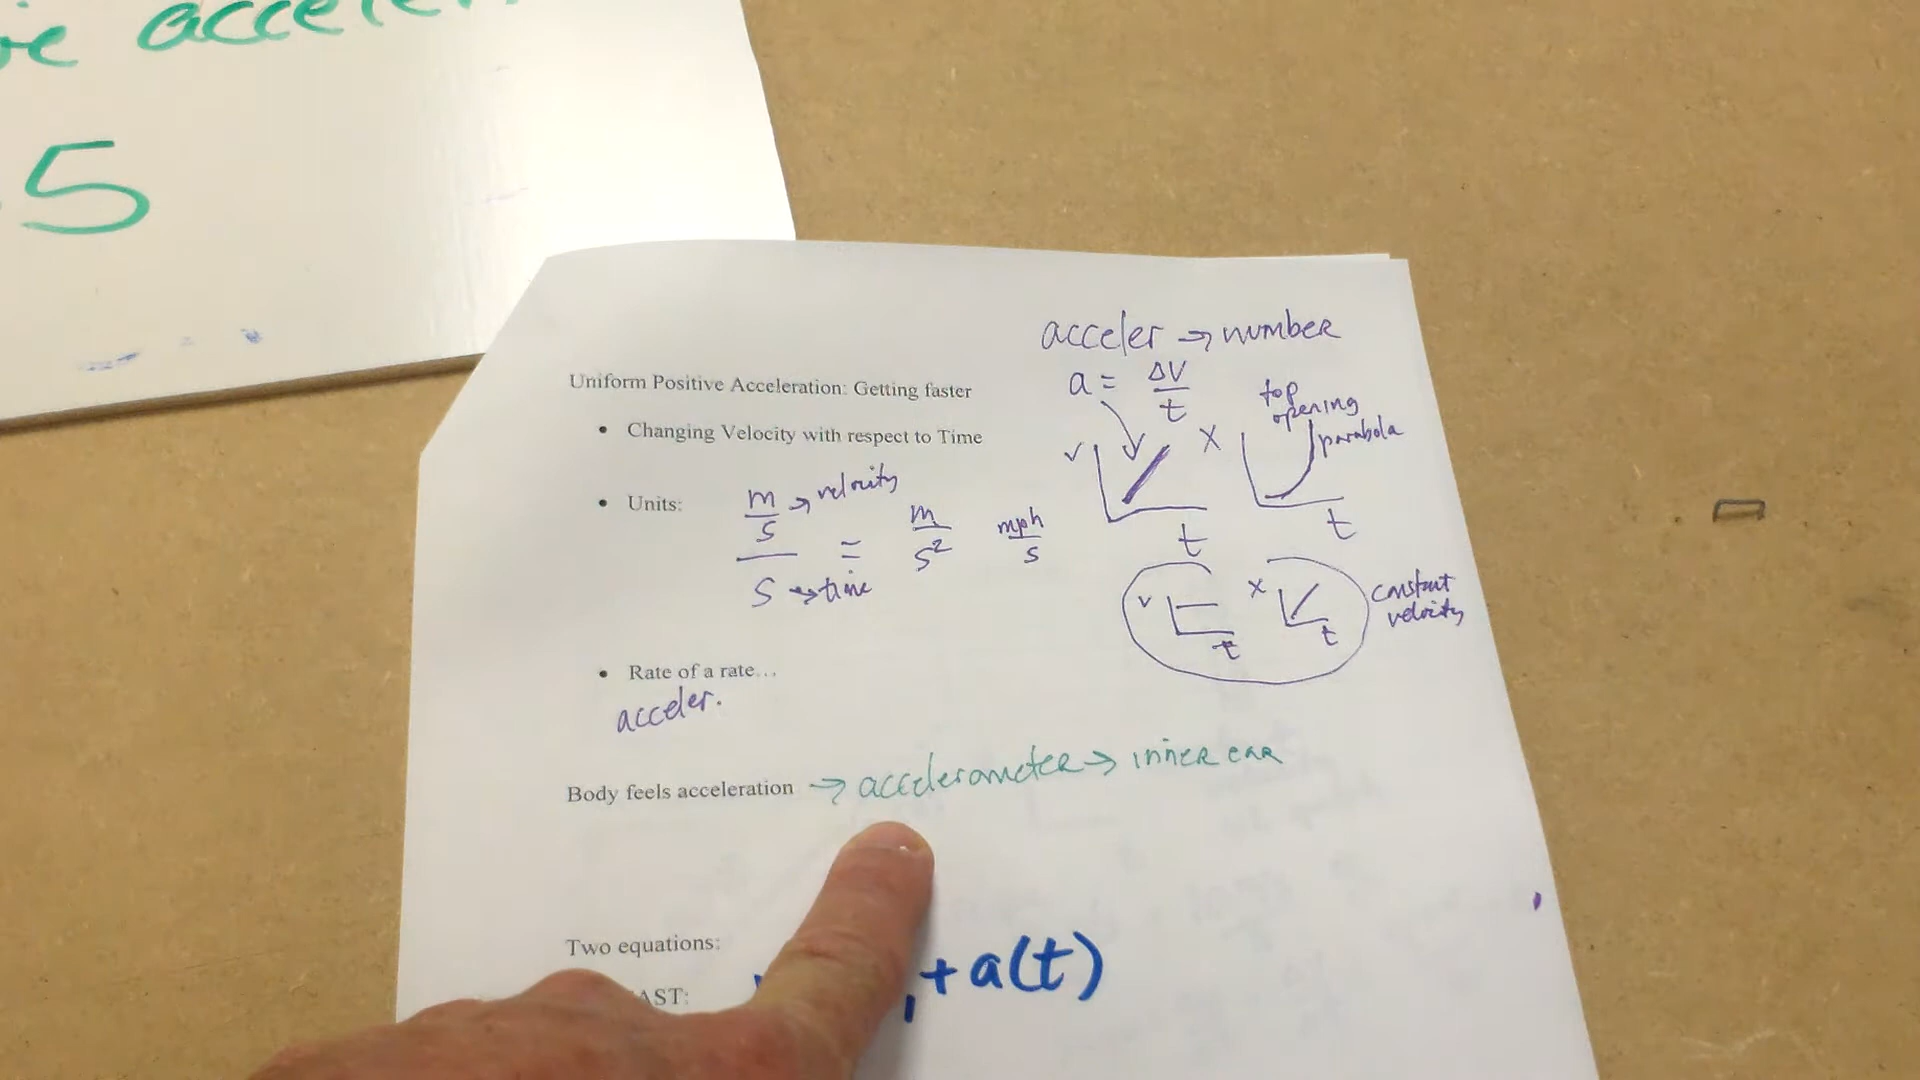 acceler
5
acceler → number
a = ΔV/t
Uniform Positive Acceleration: Getting faster
• Changing Velocity with respect to Time
v t
x t
top opening parabola
• Units:
m/s → velocity
s → time
= m/s² mph/s
v t
x t
constant velocity
• Rate of a rate…
acceler.
Body feels acceleration → accelerometer → inner ear
Two equations:
+ a(t)
AST: